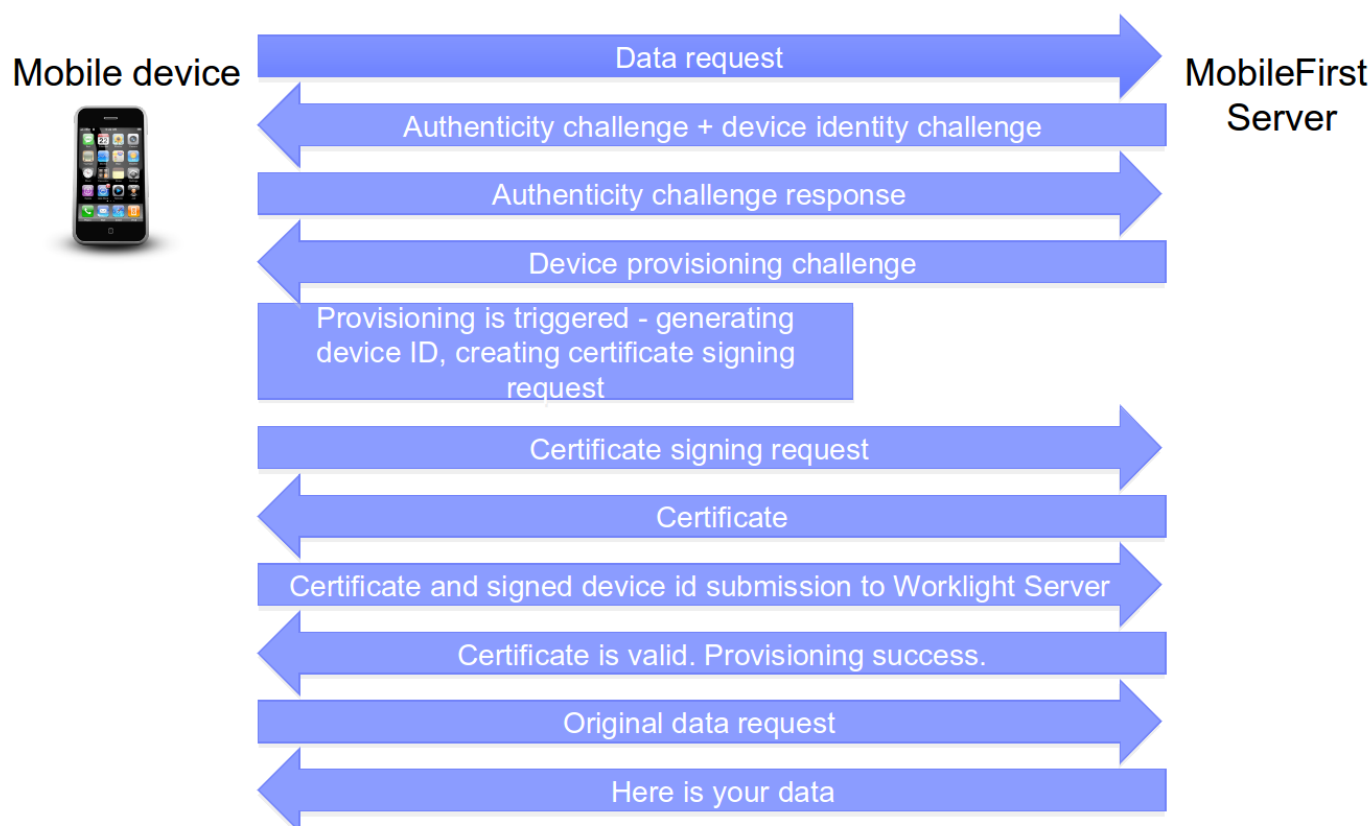 Data request
Mobile device
MobileFirst
Server
Authenticity challenge + device identity challenge
Authenticity challenge response
Device provisioning challenge
Provisioning is triggered - generating
device ID, creating certificate signing
request
Certificate signing request
Certificate
Certificate and signed device id submission to Worklight Server
Certificate is valid. Provisioning success.
Original data request
Here is your data